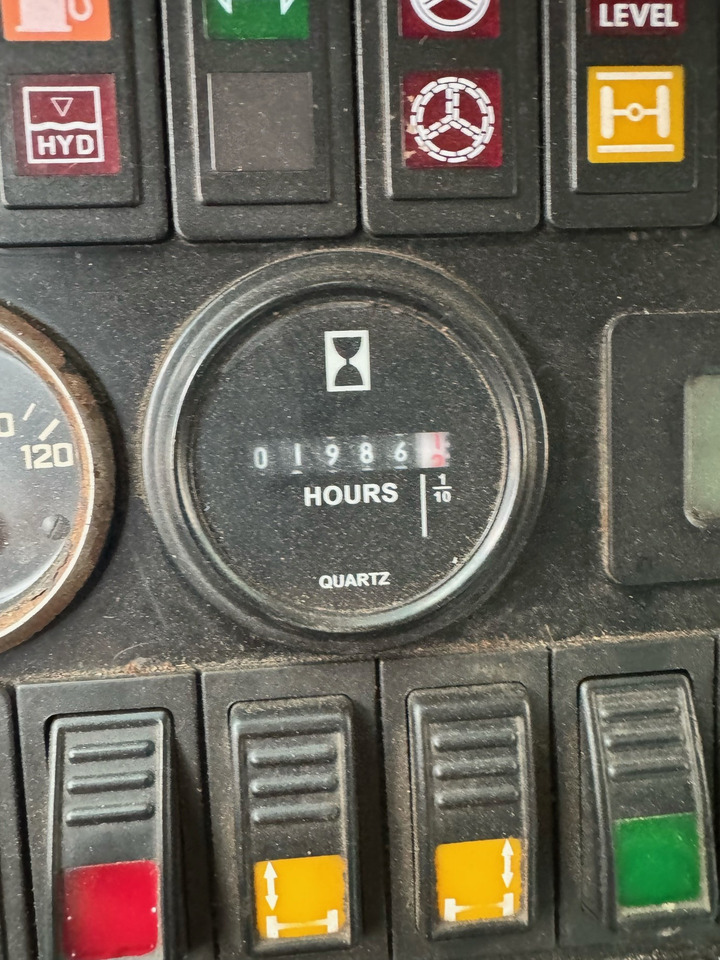 LEVEL
HYD
120
01986
HOURS
1/10
QUARTZ